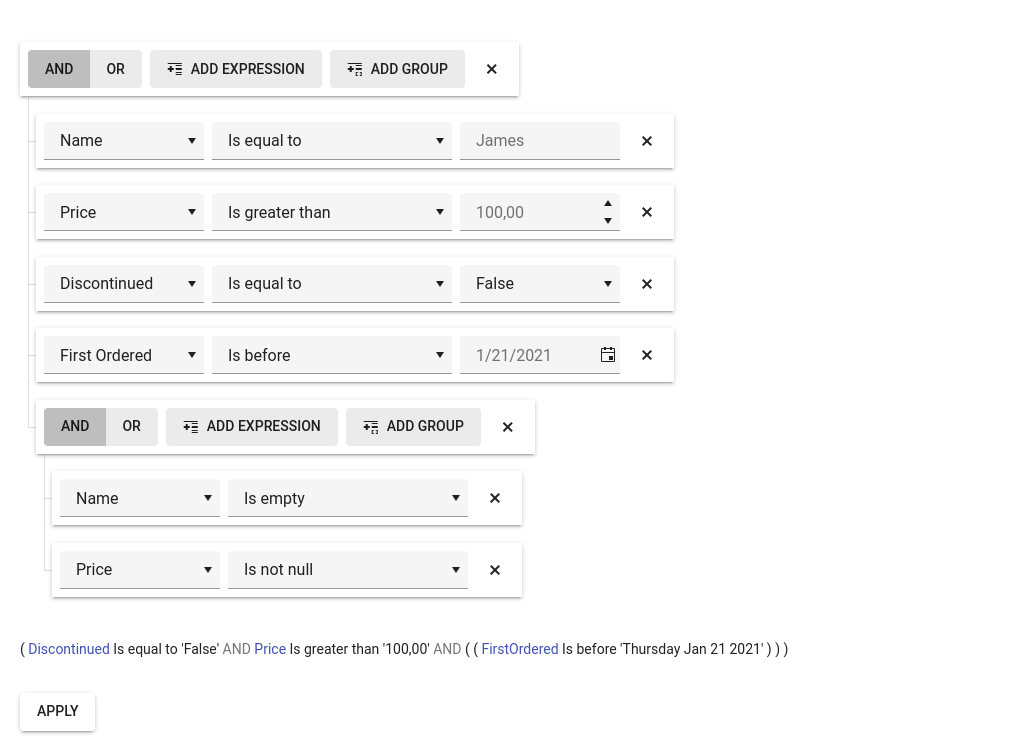 AND OR ADD EXPRESSION ADD GROUP
Name Is equal to James
Price Is greater than 100,00
Discontinued Is equal to False
First Ordered Is before 1/21/2021
AND OR ADD EXPRESSION ADD GROUP
Name Is empty
Price Is not null
( Discontinued Is equal to 'False' AND Price Is greater than '100,00' AND ( ( FirstOrdered Is before 'Thursday Jan 21 2021' ) ) )
APPLY